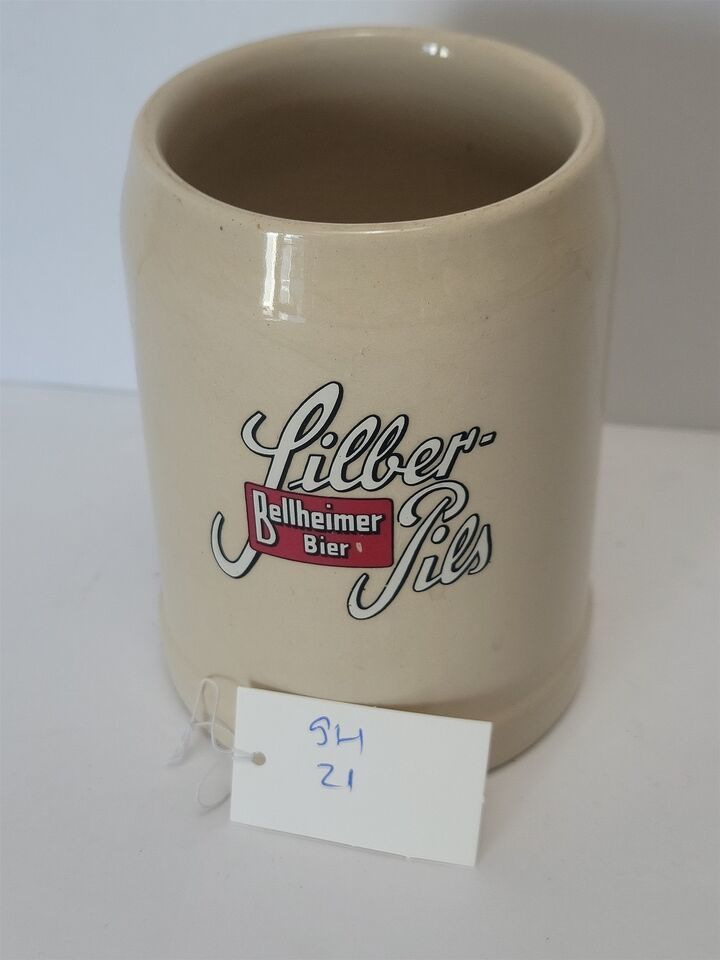 Silber-
Bellheimer
Bier
Pils
SH
21